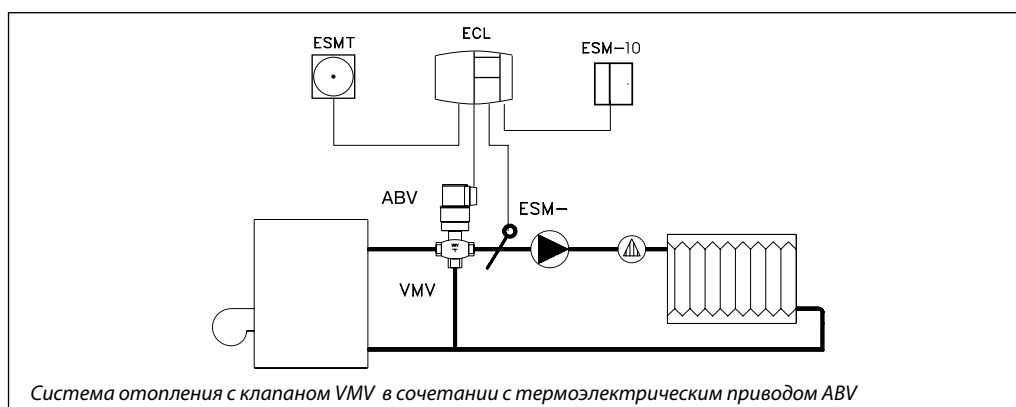 ECL
ESMT
ESM-10
ABV
ESM-
VMV
Система отопления с клапаном VMV в сочетании с термоэлектрическим приводом ABV